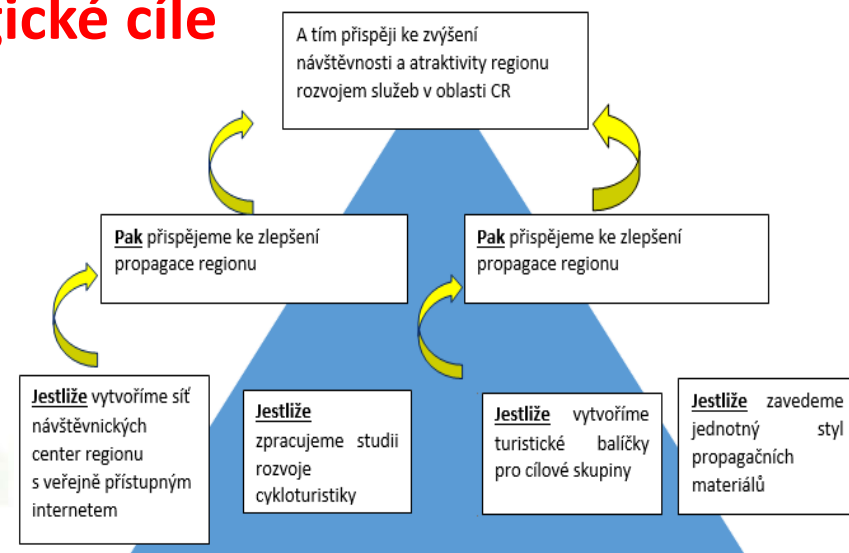 gické cíle
A tím přispěji ke zvýšení
návštěvnosti a atraktivity regionu
rozvojem služeb v oblasti CR
Pak přispějeme ke zlepšení
propagace regionu
Pak přispějeme ke zlepšení
propagace regionu
Jestliže vytvoříme síť
návštěvnických
center regionu
s veřejně přístupným
internetem
Jestliže
zpracujeme studii
rozvoje
cykloturistiky
Jestliže vytvoříme
turistické balíčky
pro cílové skupiny
Jestliže zavedeme
jednotný styl
propagačních
materiálů